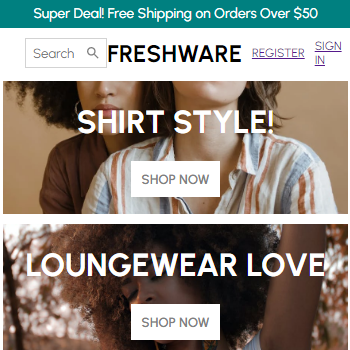 Super Deal! Free Shipping on Orders Over $50
Search FRESHWARE REGISTER SIGN IN
SHIRT STYLE!
SHOP NOW
LOUNGEWEAR LOVE
SHOP NOW